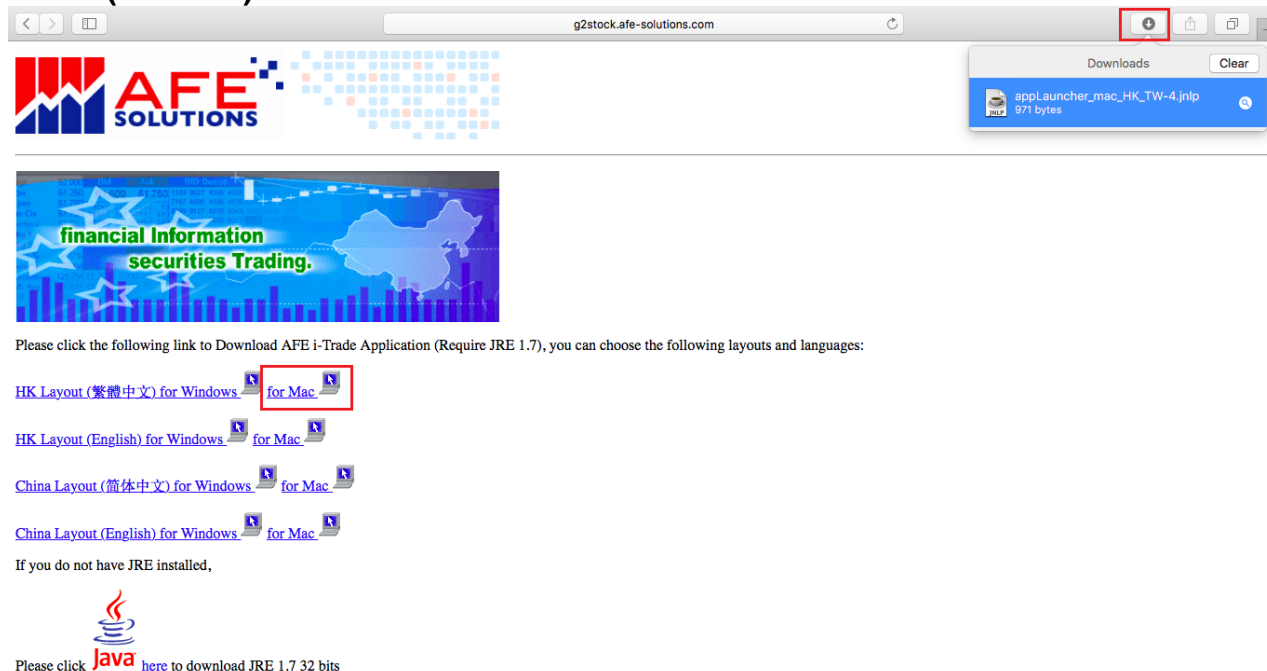 g2stock.afe-solutions.com
Downloads
Clear
appLauncher_mac_HK_TW-4.jnlp
971 bytes
JNLP
AFE
SOLUTIONS
financial Information
securities Trading.
Please click the following link to Download AFE i-Trade Application (Require JRE 1.7), you can choose the following layouts and languages:
HK Layout (繁體中文) for Windows for Mac
HK Layout (English) for Windows for Mac
China Layout (简体中文) for Windows for Mac
China Layout (English) for Windows for Mac
If you do not have JRE installed,
Please click Java here to download JRE 1.7 32 bits